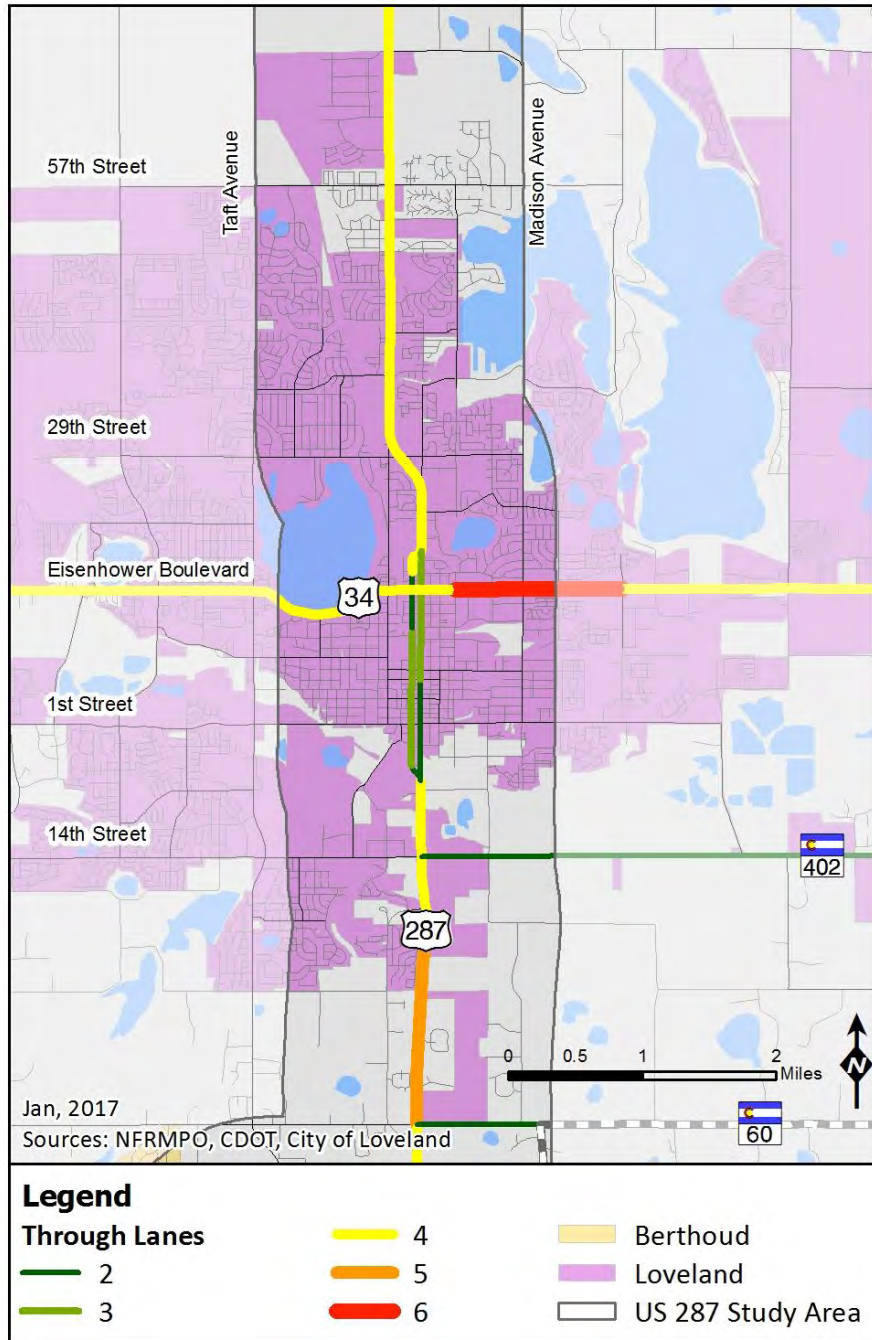 57th Street
Taft Avenue
Madison Avenue
29th Street
Eisenhower Boulevard
34
1st Street
14th Street
402
287
0 0.5 1 2
Miles
N
Jan, 2017
Sources: NFRMPO, CDOT, City of Loveland
60
Legend
Through Lanes
2
3
4
5
6
Berthoud
Loveland
US 287 Study Area